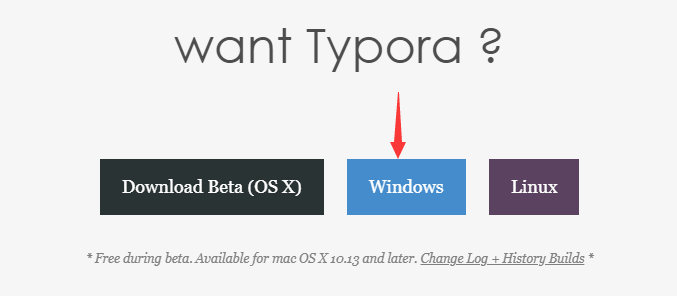 want Typora ?
Download Beta (OS X)
Windows
Linux
* Free during beta. Available for mac OS X 10.13 and later. Change Log + History Builds *